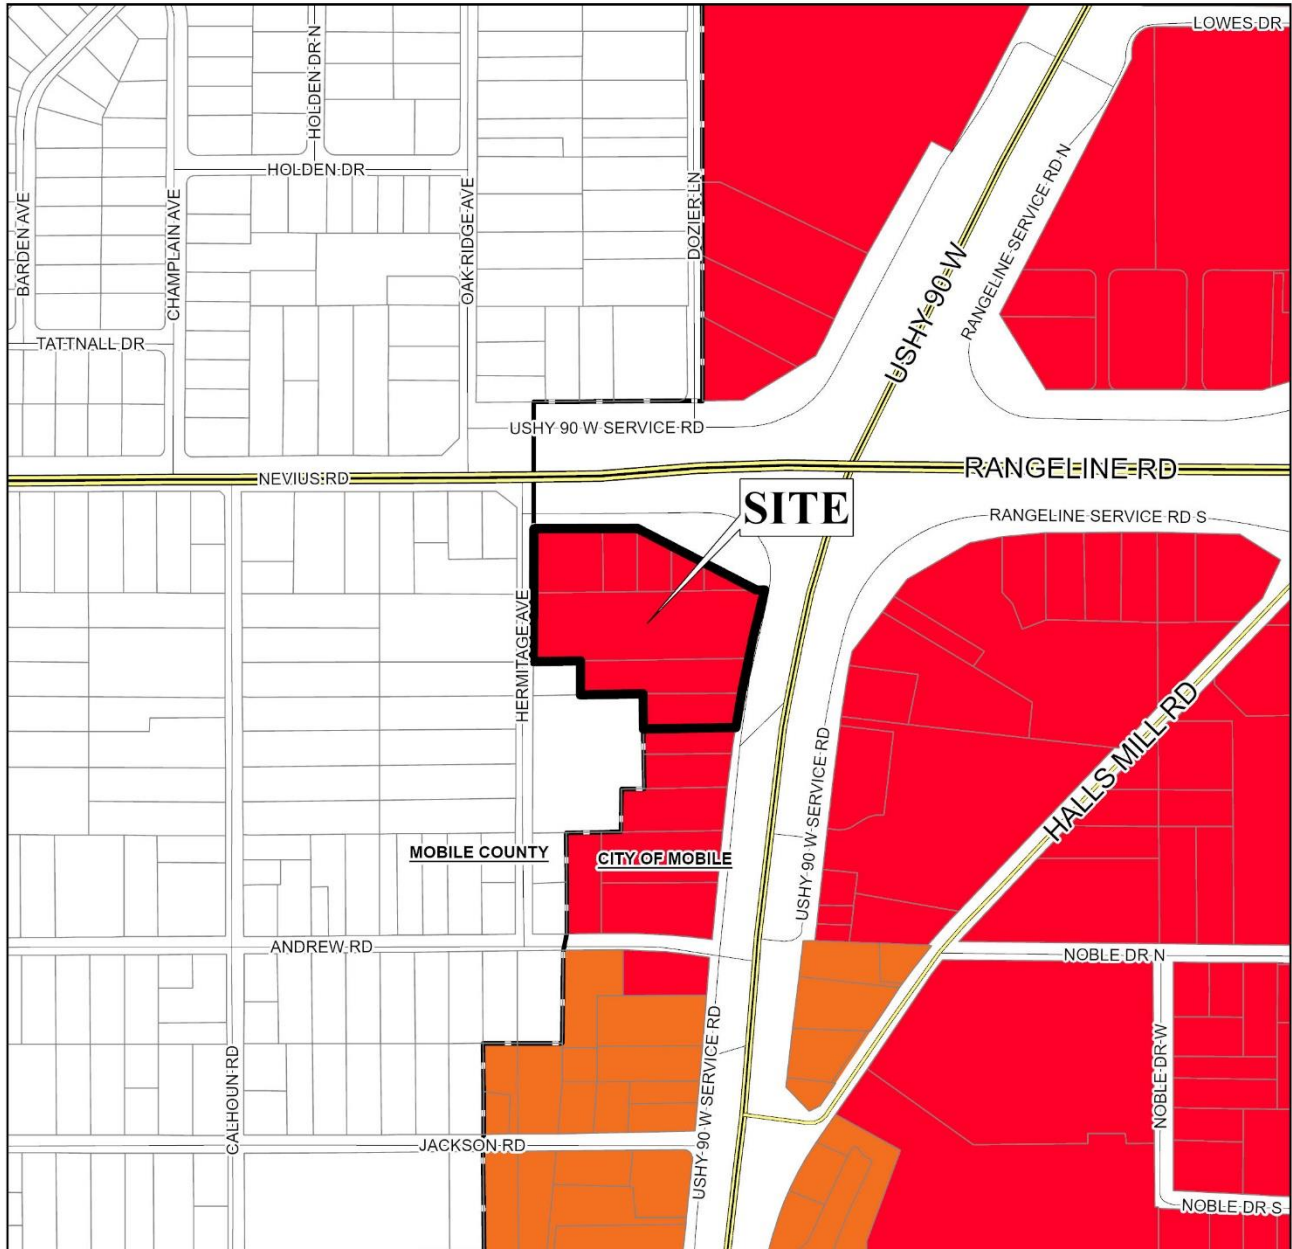 LOWES DR
HOLDEN DR N
HOLDEN DR
BARDEN AVE
CHAMPLAIN AVE
OAK RIDGE AVE
DOZIER LN
RANGELINE SERVICE RD N
USHY 90 W
TATTNALL DR
USHY 90 W SERVICE RD
NEVIUS RD
RANGELINE RD
SITE
RANGELINE SERVICE RD S
HERMITAGE AVE
HALLS MILL RD
USHY 90 W SERVICE RD
MOBILE COUNTY
CITY OF MOBILE
ANDREW RD
NOBLE DR N
CALHOUN RD
USHY 90 W SERVICE RD
NOBLE DR W
JACKSON RD
NOBLE DR S